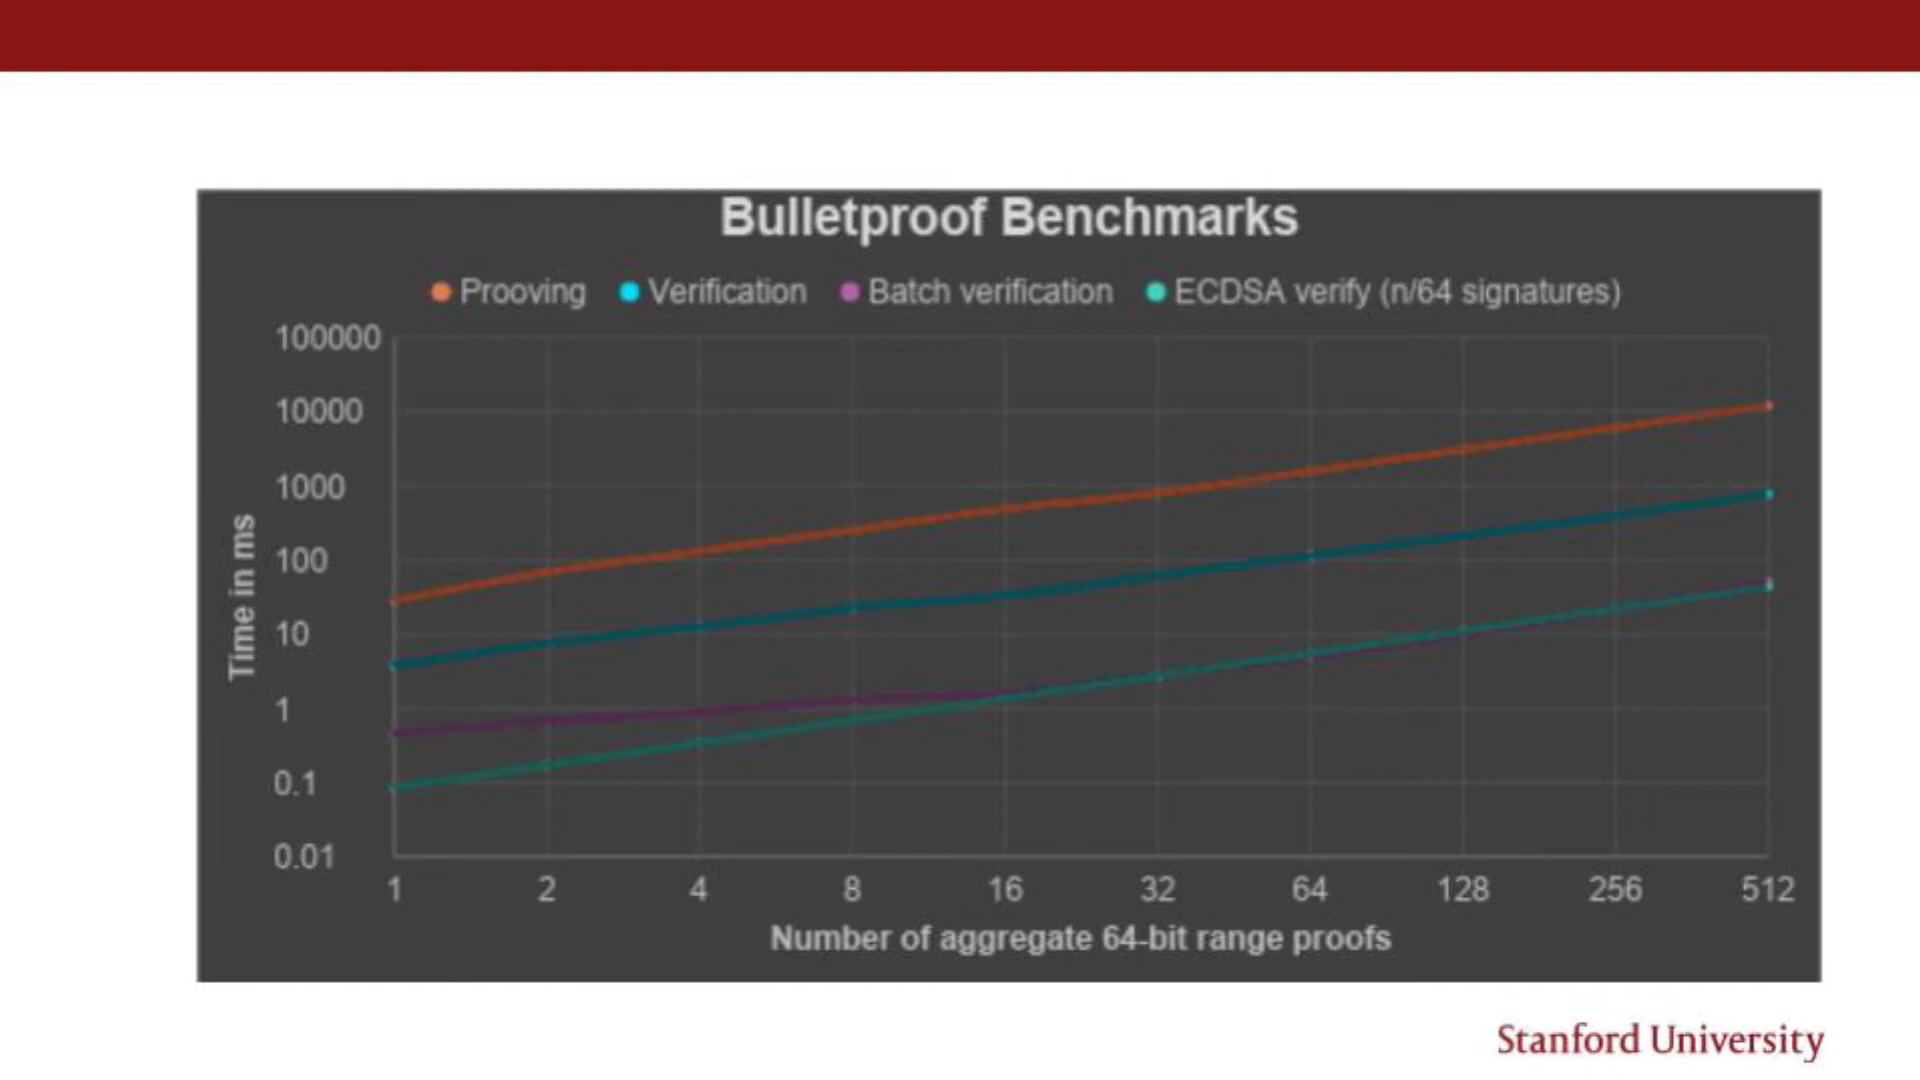 Bulletproof Benchmarks
Prooving Verification Batch verification ECDSA verify (n/64 signatures)
100000
10000
1000
100
10
1
0.1
0.01
Time in ms
1 2 4 8 16 32 64 128 256 512
Number of aggregate 64-bit range proofs
Stanford University